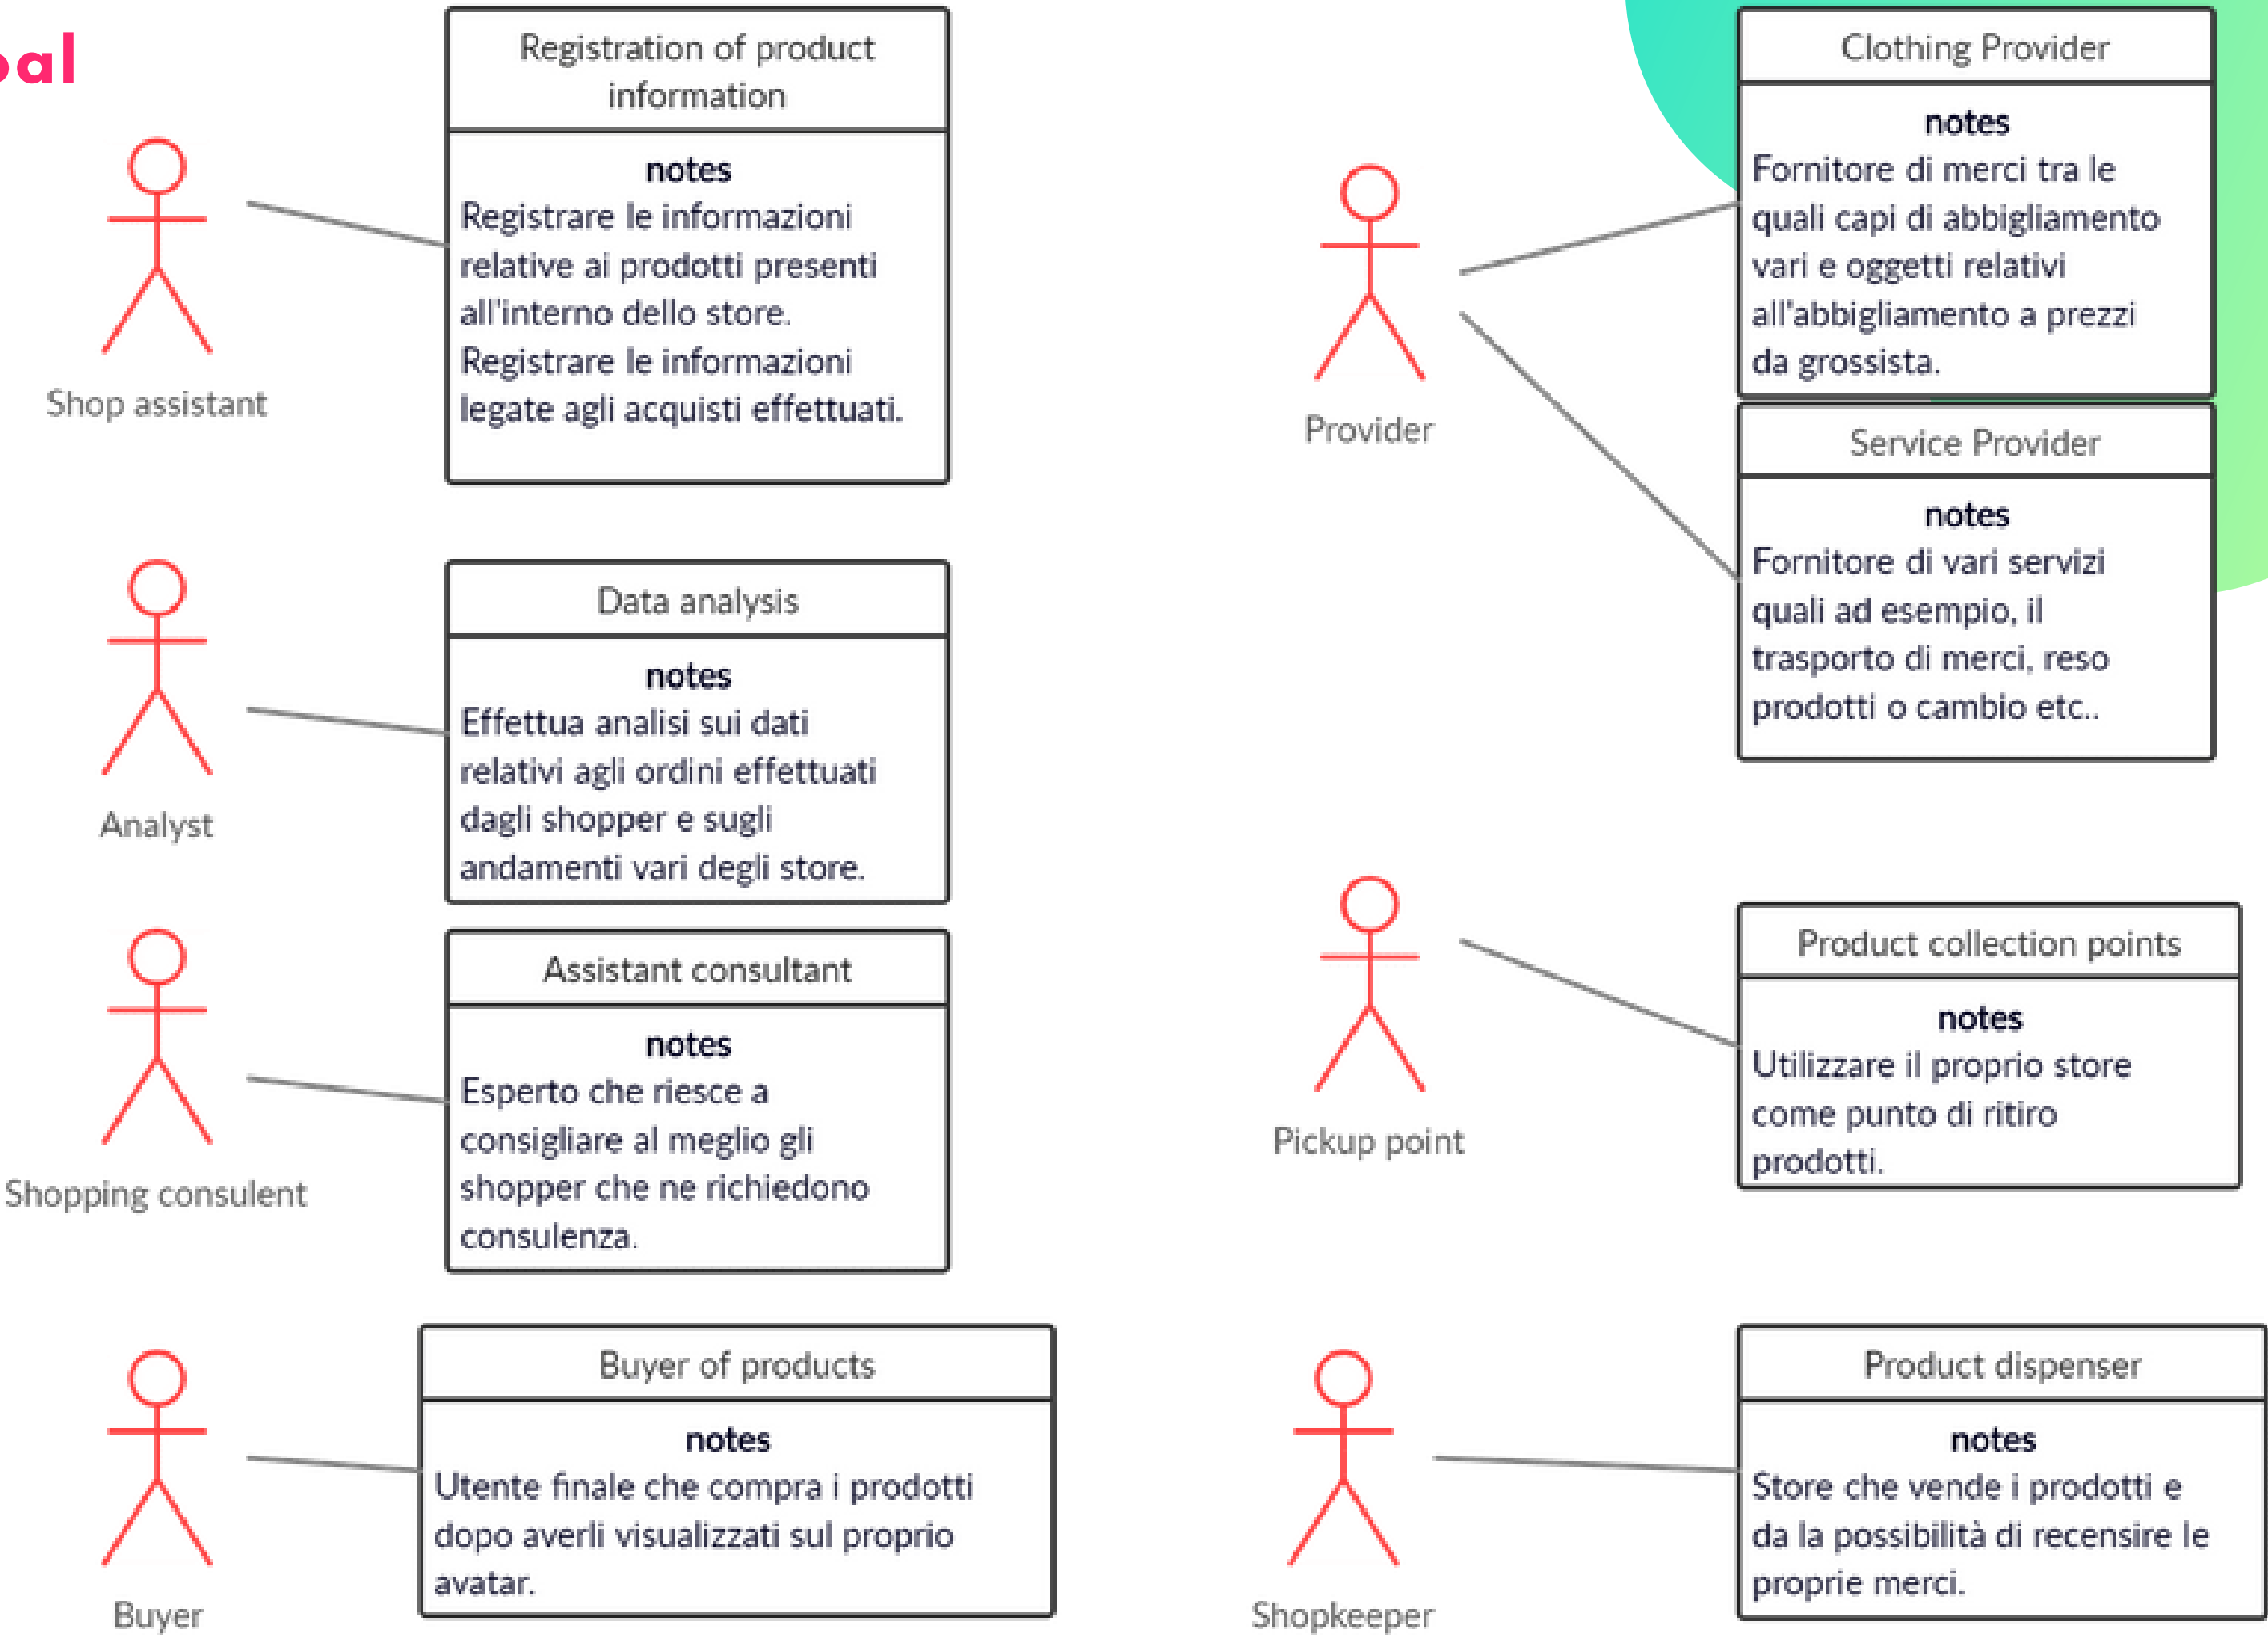 Registration of product
information
notes
Registrare le informazioni
relative ai prodotti presenti
all'interno dello store.
Registrare le informazioni
legate agli acquisti effettuati.
Shop assistant
Data analysis
notes
Effettua analisi sui dati
relativi agli ordini effettuati
dagli shopper e sugli
andamenti vari degli store.
Analyst
Assistant consultant
notes
Esperto che riesce a
consigliare al meglio gli
shopper che ne richiedono
consulenza.
Shopping consulent
Buyer of products
notes
Utente finale che compra i prodotti
dopo averli visualizzati sul proprio
avatar.
Buyer
Clothing Provider
notes
Fornitore di merci tra le
quali capi di abbigliamento
vari e oggetti relativi
all'abbigliamento a prezzi
da grossista.
Provider
Service Provider
notes
Fornitore di vari servizi
quali ad esempio, il
trasporto di merci, reso
prodotti o cambio etc..
Product collection points
notes
Utilizzare il proprio store
come punto di ritiro
prodotti.
Pickup point
Product dispenser
notes
Store che vende i prodotti e
da la possibilità di recensire le
proprie merci.
Shopkeeper